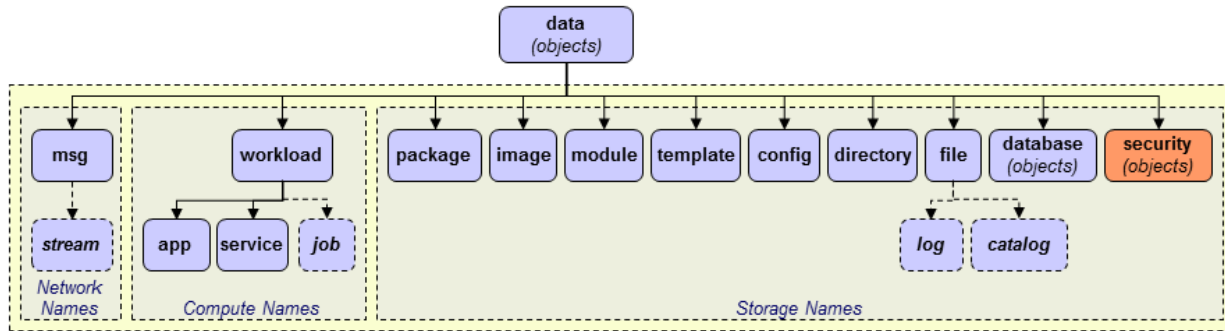 data
(objects)
msg
workload
package
image
module
template
config
directory
file
database
(objects)
security
(objects)
stream
app
service
job
log
catalog
Network
Names
Compute Names
Storage Names